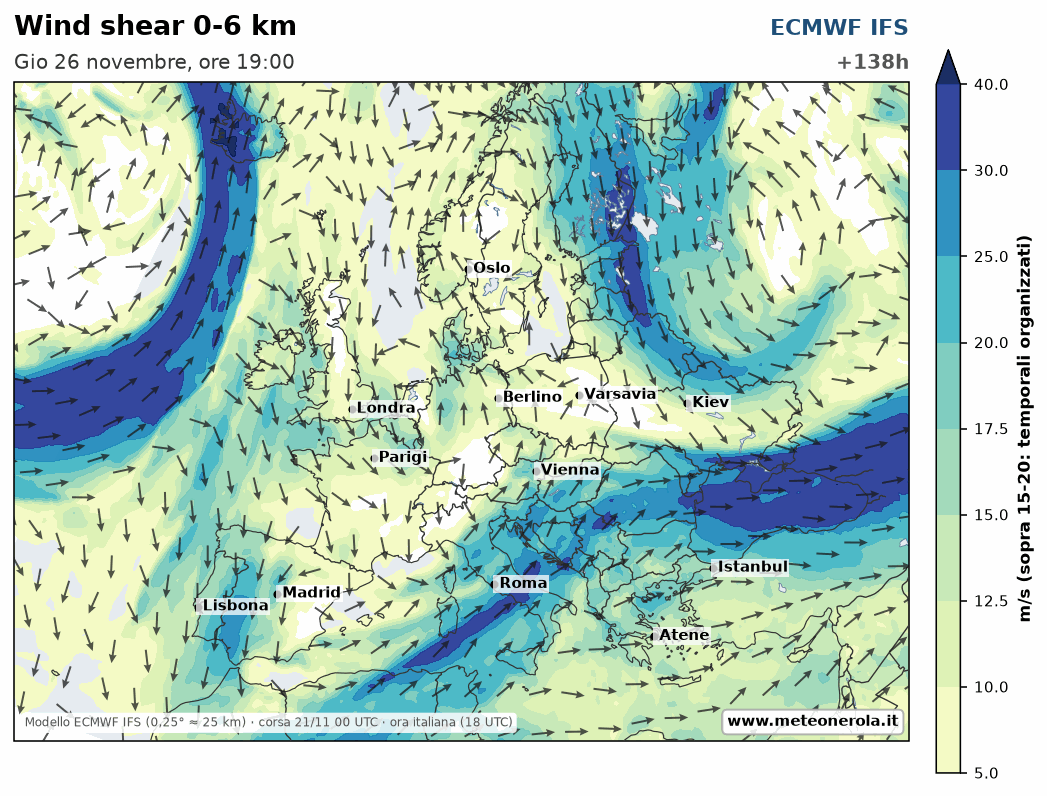 Wind shear 0-6 km
ECMWF IFS
Gio 26 novembre, ore 19:00
+138h
40.0
30.0
25.0
20.0
17.5
15.0
12.5
10.0
5.0
m/s (sopra 15-20: temporali organizzati)
Oslo
Berlino
Varsavia
Kiev
Londra
Parigi
Vienna
Istanbul
Roma
Madrid
Lisbona
Atene
Modello ECMWF IFS (0,25° ≈ 25 km) · corsa 21/11 00 UTC · ora italiana (18 UTC)
www.meteonerola.it